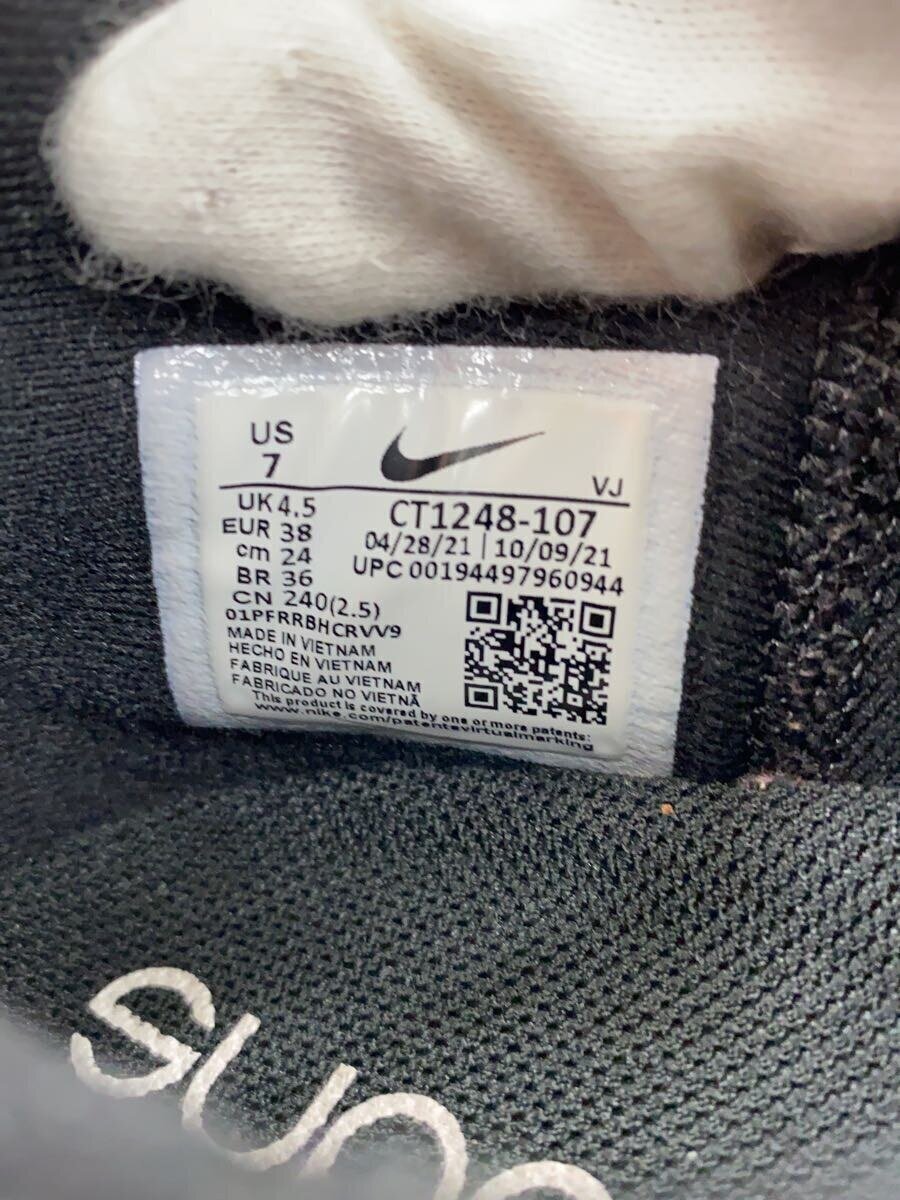 US
7
VJ
UK 4.5
EUR 38
cm 24
BR 36
CN 240(2.5)
CT1248-107
04/28/21 | 10/09/21
UPC 00194497960944
01PFRRBHCRVV9
MADE IN VIETNAM
HECHO EN VIETNAM
FABRIQUE AU VIETNAM
FABRICADO NO VIETNÃ
This product is covered by one or more patents:
www.nike.com/patentsvirtualmarking